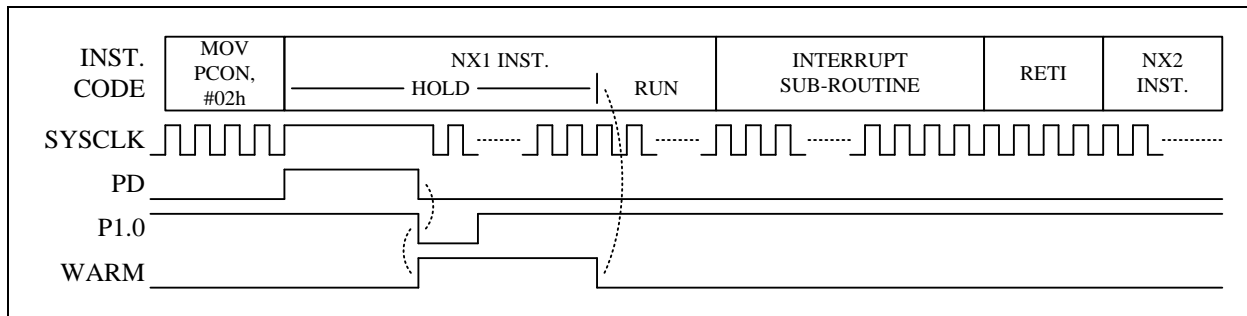 INST.
CODE
MOV
PCON,
#02h
NX1 INST.
HOLD
RUN
INTERRUPT
SUB-ROUTINE
RETI
NX2
INST.
SYSCLK
PD
P1.0
WARM